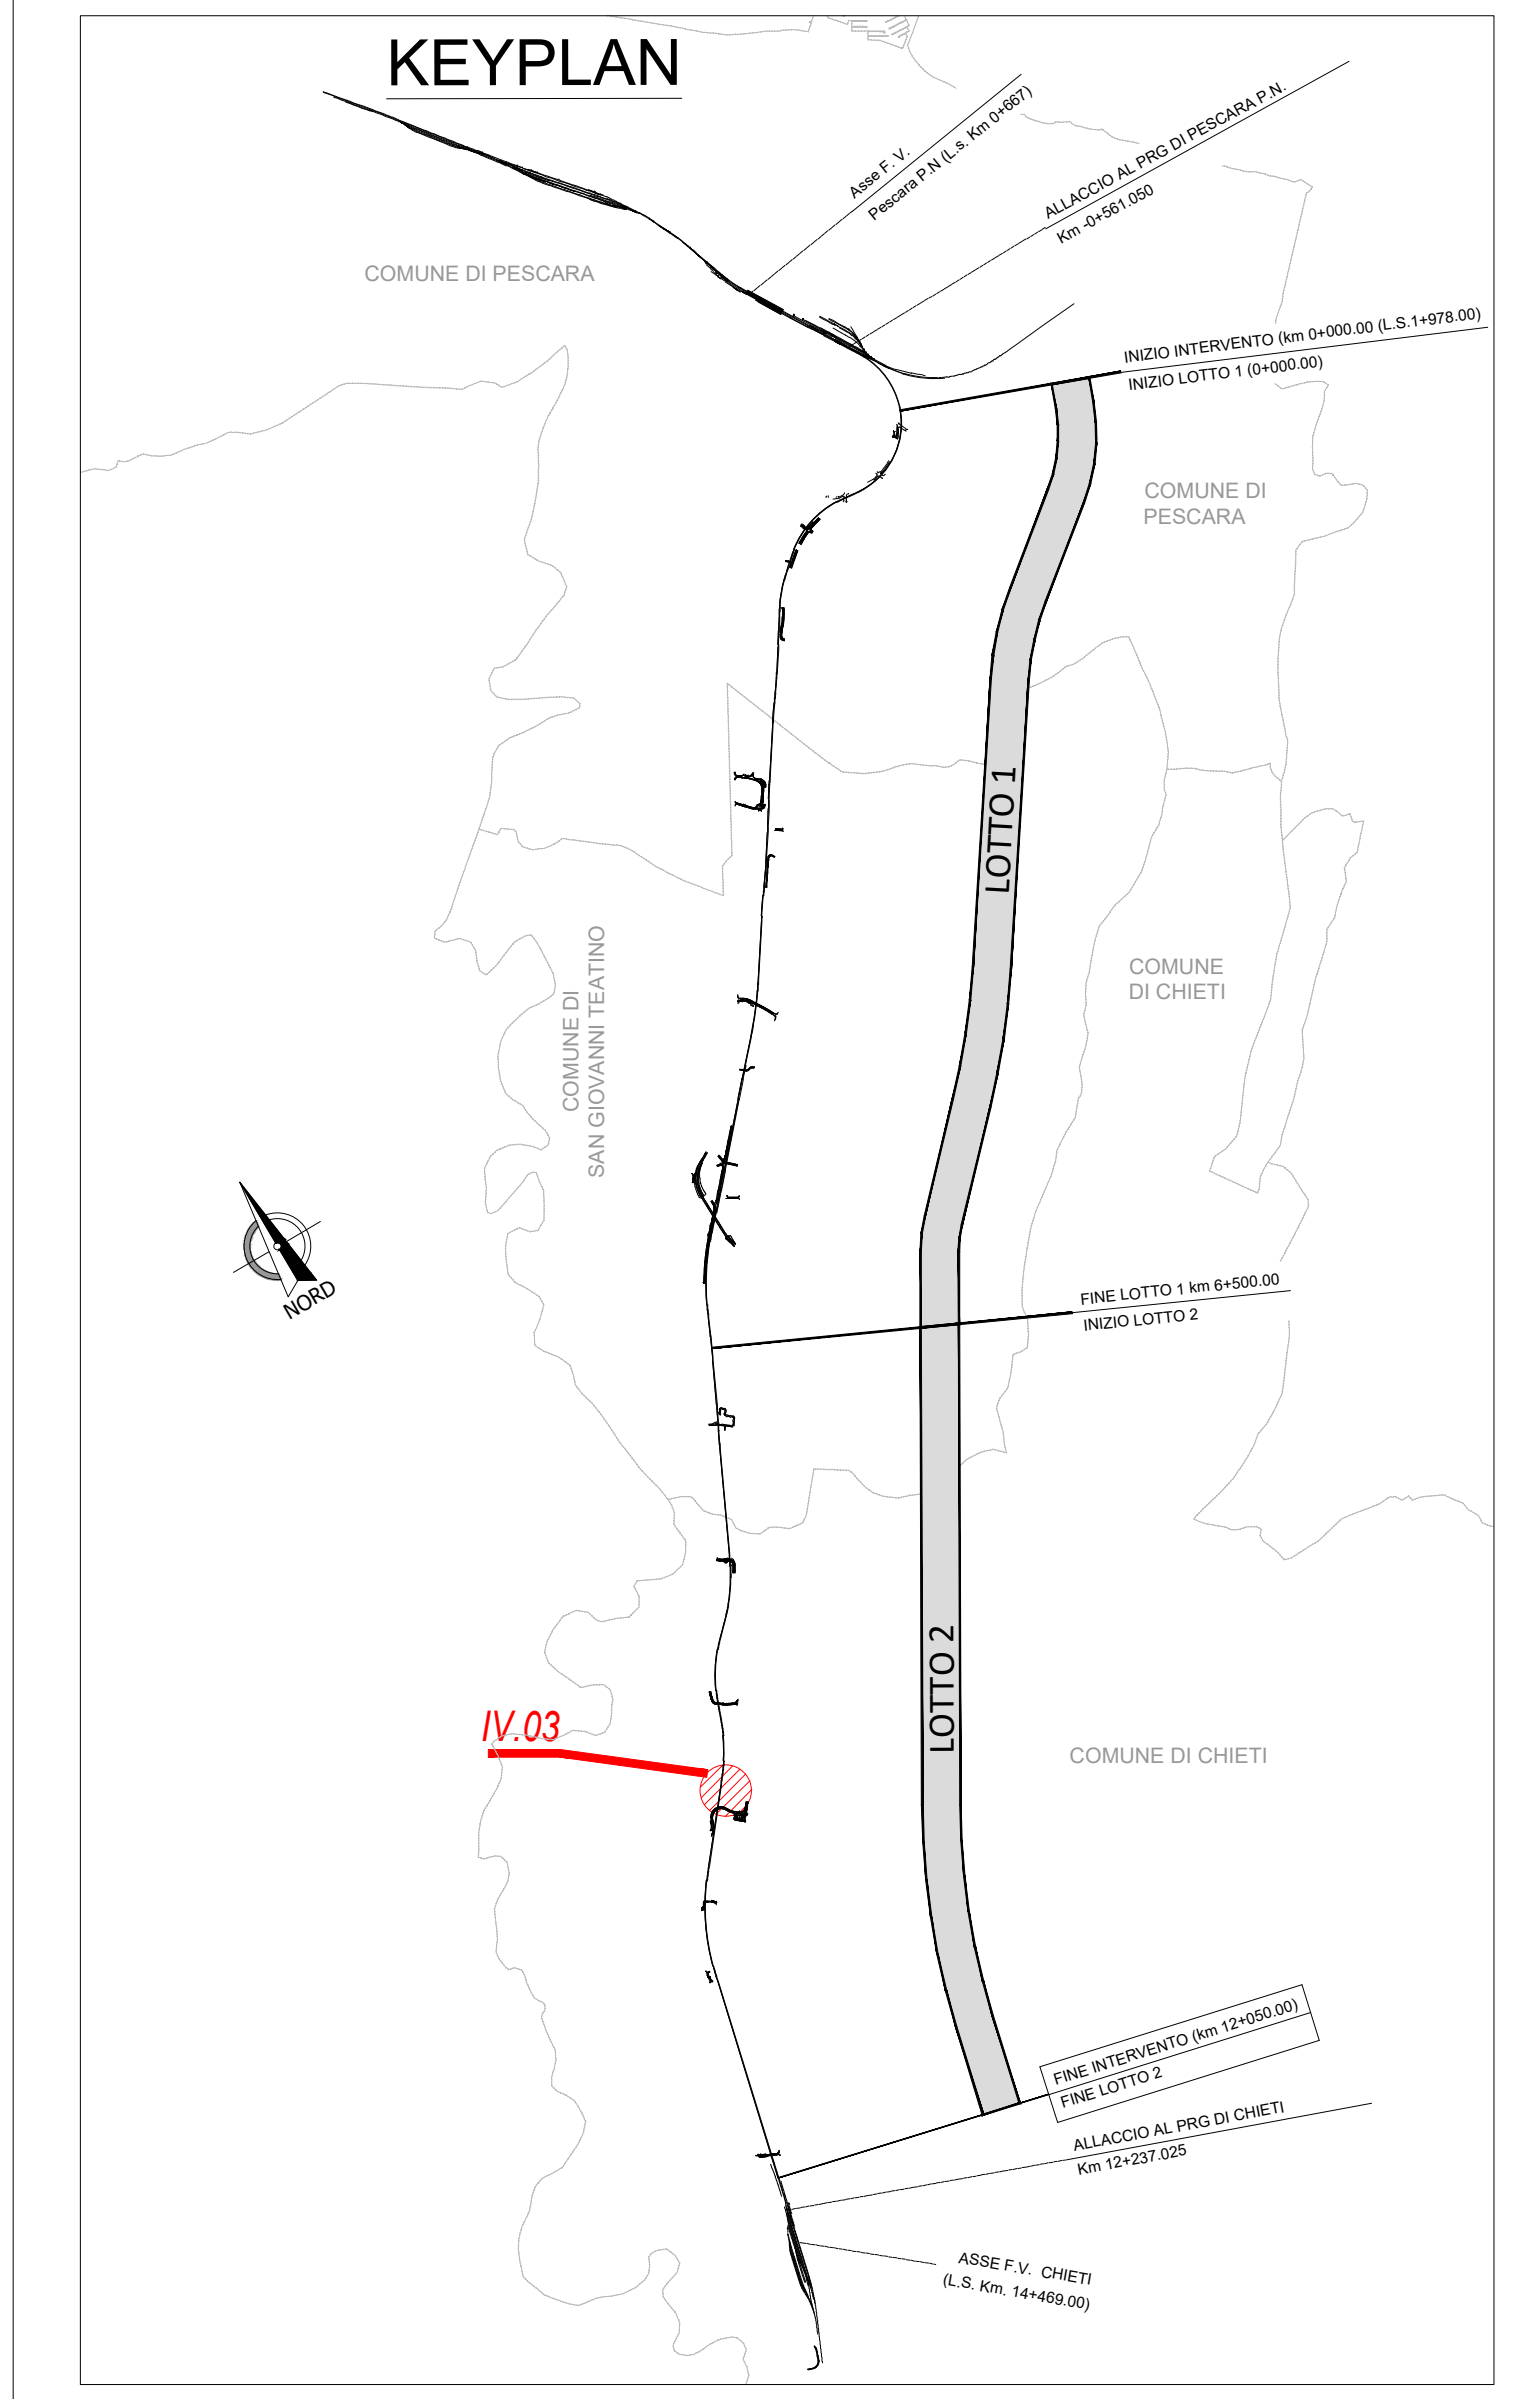 KEYPLAN
Asse F. V.
Pescara P.N (L.s. Km 0+667)
ALLACCIO AL PRG DI PESCARA P.N.
Km -0+561.050
COMUNE DI PESCARA
INIZIO INTERVENTO (km 0+000.00 (L.S.1+978.00)
INIZIO LOTTO 1 (0+000.00)
COMUNE DI
PESCARA
LOTTO 1
COMUNE DI
SAN GIOVANNI TEATINO
COMUNE
DI CHIETI
NORD
FINE LOTTO 1 km 6+500.00
INIZIO LOTTO 2
LOTTO 2
IV.03
COMUNE DI CHIETI
FINE INTERVENTO (km 12+050.00)
FINE LOTTO 2
ALLACCIO AL PRG DI CHIETI
Km 12+237.025
ASSE F.V. CHIETI
(L.S. Km. 14+469.00)